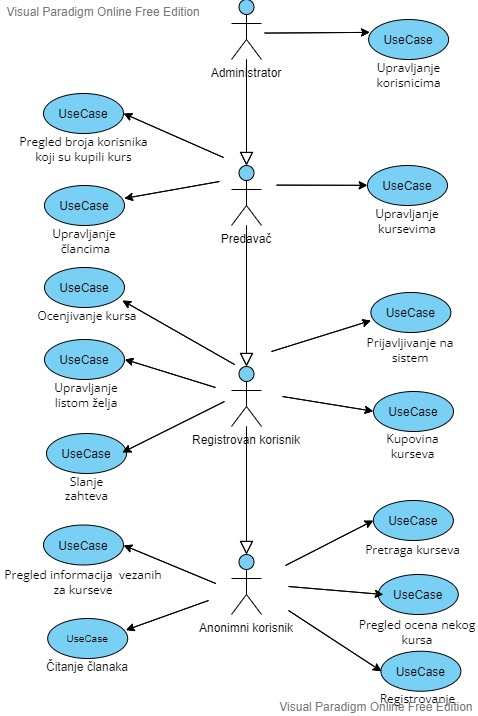 Visual Paradigm Online Free Edition
Administrator
UseCase
Upravljanje
korisnicima
UseCase
Pregled broja korisnika
koji su kupili kurs
UseCase
Upravljanje
člancima
Predavač
UseCase
Upravljanje
kursevima
UseCase
Ocenjivanje kursa
UseCase
Prijavljivanje na
sistem
UseCase
Upravljanje
listom želja
Registrovan korisnik
UseCase
Kupovina
kurseva
UseCase
Slanje
zahteva
UseCase
Pretraga kurseva
UseCase
Pregled informacija vezanih
za kurseve
Anonimni korisnik
UseCase
Pregled ocena nekog
kursa
UseCase
Čitanje članaka
UseCase
Registrovanje
Visual Paradigm Online Free Edition